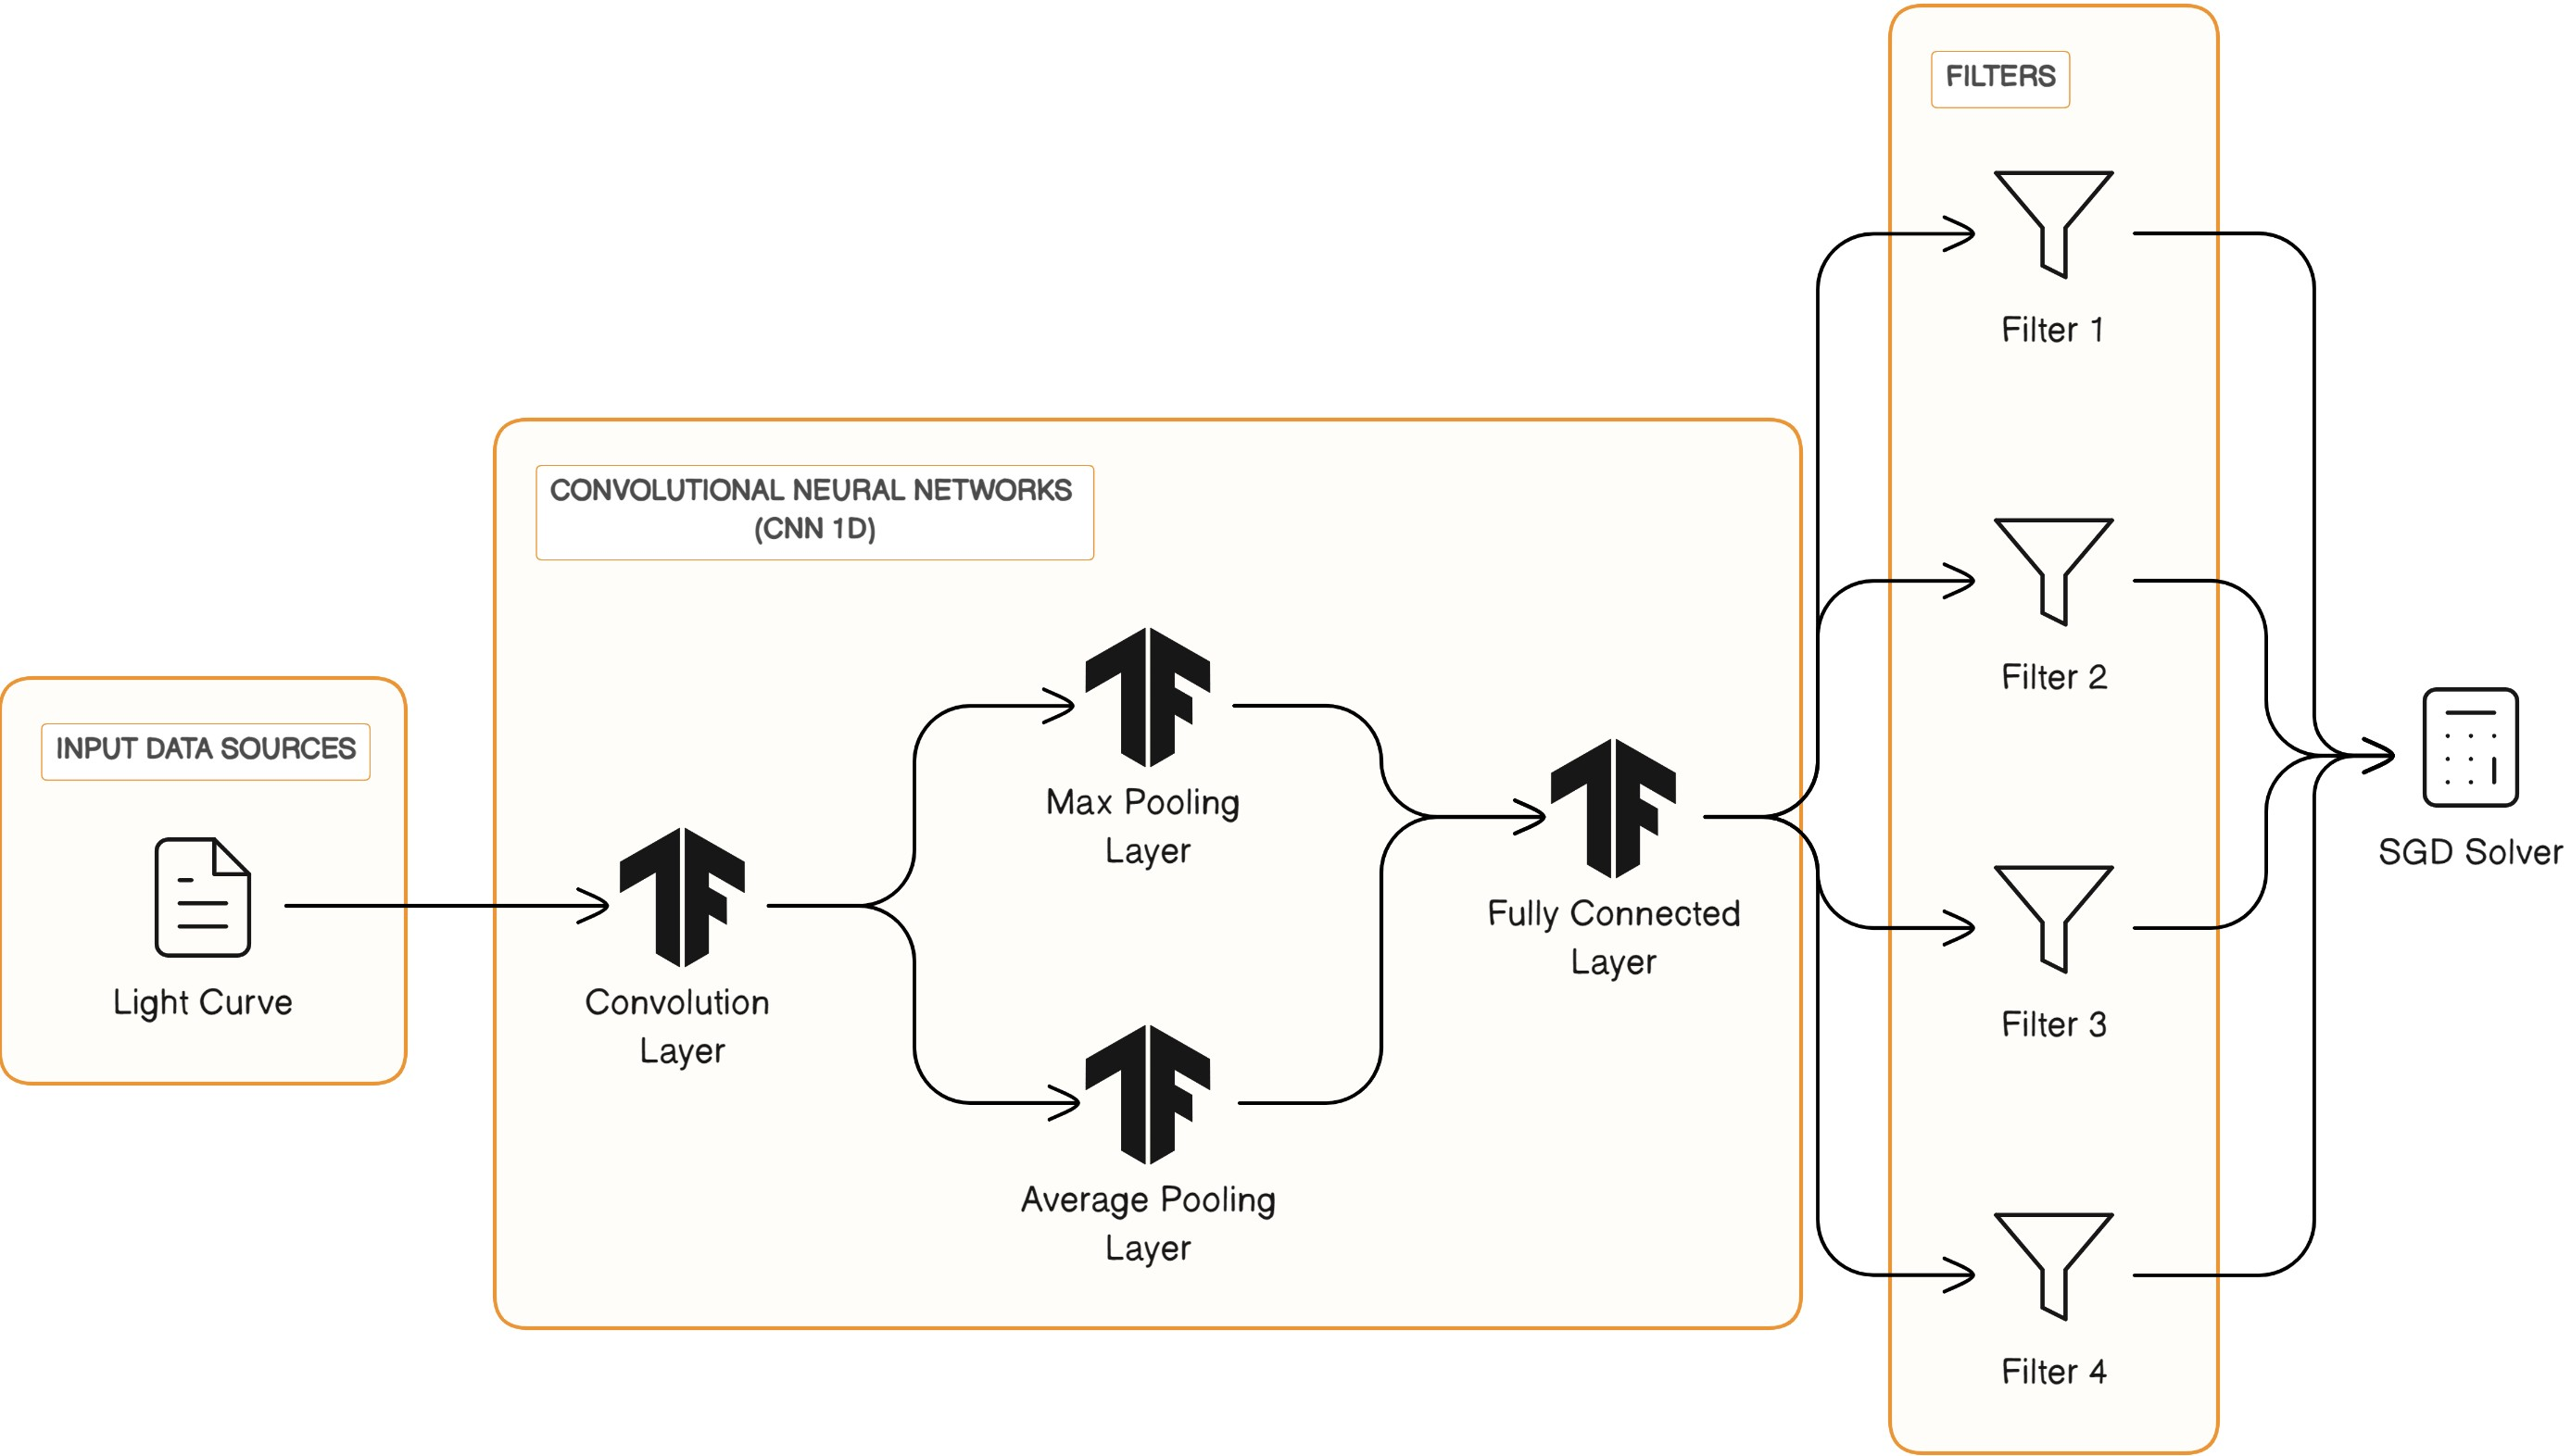 INPUT DATA SOURCES
Light Curve
CONVOLUTIONAL NEURAL NETWORKS
(CNN 1D)
Convolution
Layer
Max Pooling
Layer
Average Pooling
Layer
Fully Connected
Layer
FILTERS
Filter 1
Filter 2
Filter 3
Filter 4
SGD Solver